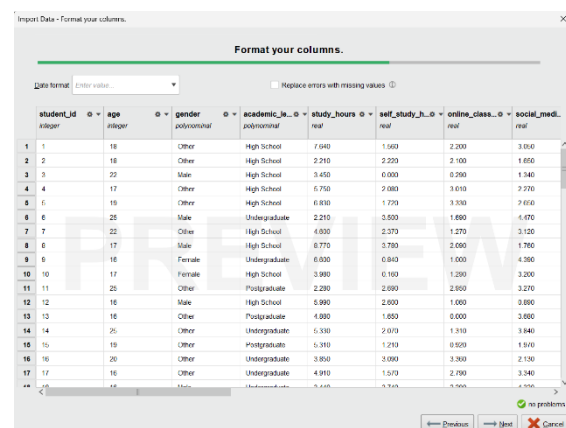 Import Data - Format your columns.
Format your columns.
Date format Enter value... Replace errors with missing values
student_id age gender academic_le... study_hours self_study_h... online_class... social_medi...
integer integer polynominal polynominal real real real real
1 1 18 Other High School 7.640 1.560 2.200 3.050
2 2 18 Other High School 2.210 2.220 2.100 1.650
3 3 22 Male High School 3.450 0.000 0.290 1.340
4 4 17 Other High School 5.750 2.080 3.010 2.270
5 5 19 Other High School 6.830 1.720 3.330 2.650
6 6 25 Male Undergraduate 2.210 3.500 1.690 4.470
7 7 22 Other High School 4.600 2.370 1.270 3.120
8 8 17 Male High School 8.770 3.780 2.090 1.760
9 9 16 Female Undergraduate 6.600 0.840 1.000 4.390
10 10 17 Female High School 3.980 0.160 1.290 3.200
11 11 25 Other Postgraduate 2.280 2.690 2.950 3.270
12 12 16 Male High School 5.990 2.600 1.060 0.890
13 13 16 Other Postgraduate 4.880 1.650 0.000 3.680
14 14 25 Other Undergraduate 5.330 2.070 1.310 3.840
15 15 19 Other Postgraduate 5.310 1.210 0.920 1.970
16 16 20 Other Undergraduate 3.850 3.090 3.360 2.130
17 17 16 Other Undergraduate 4.910 1.570 2.790 3.340
PREVIEW
no problems
Previous Next Cancel